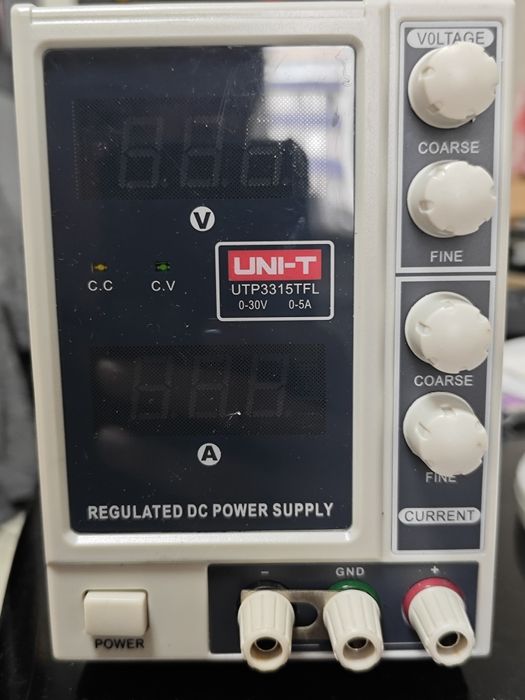 VOLTAGE
COARSE
FINE
V
C.C
C.V
UNI-T
UTP3315TFL
0-30V 0-5A
COARSE
FINE
A
REGULATED DC POWER SUPPLY
CURRENT
POWER
-
GND
+